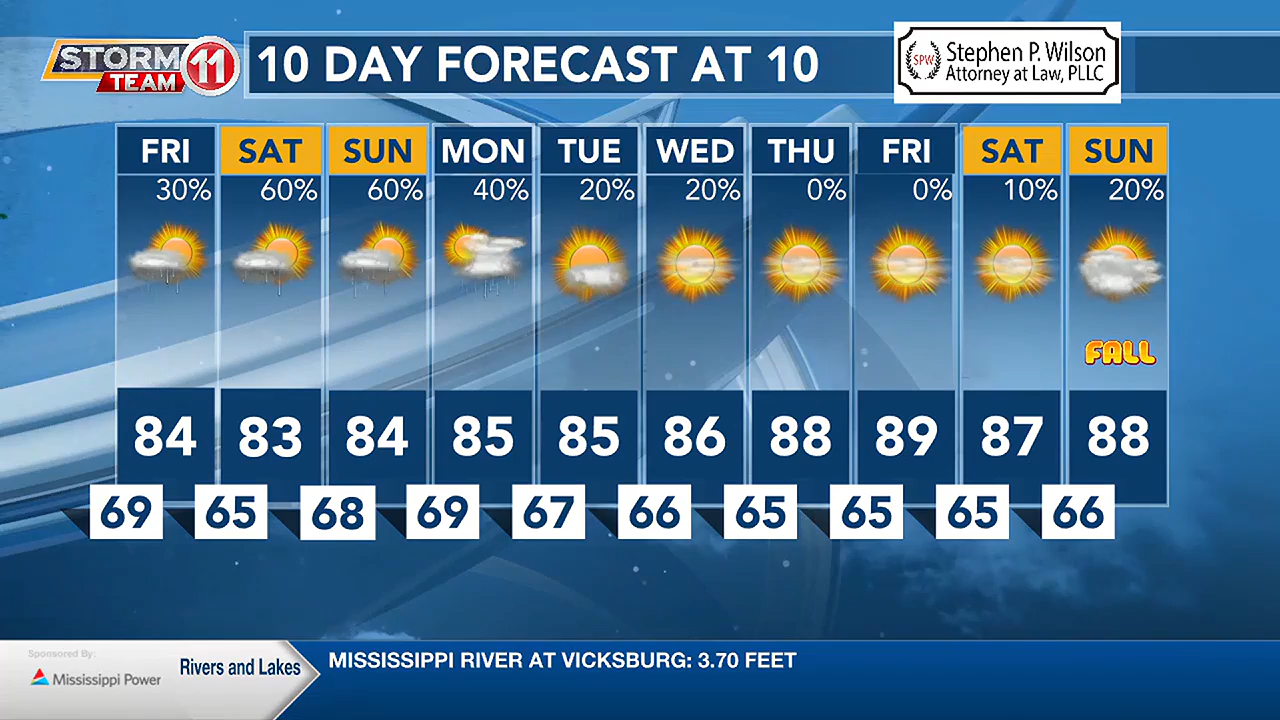 STORM
TEAM
11
10 DAY FORECAST AT 10
SPW
Stephen P. Wilson
Attorney at Law, PLLC
FRI SAT SUN MON TUE WED THU FRI SAT SUN
30% 60% 60% 40% 20% 20% 0% 0% 10% 20%
FALL
84 83 84 85 85 86 88 89 87 88
69 65 68 69 67 66 65 65 65 66
Sponsored By:
Mississippi Power
Rivers and Lakes
MISSISSIPPI RIVER AT VICKSBURG: 3.70 FEET